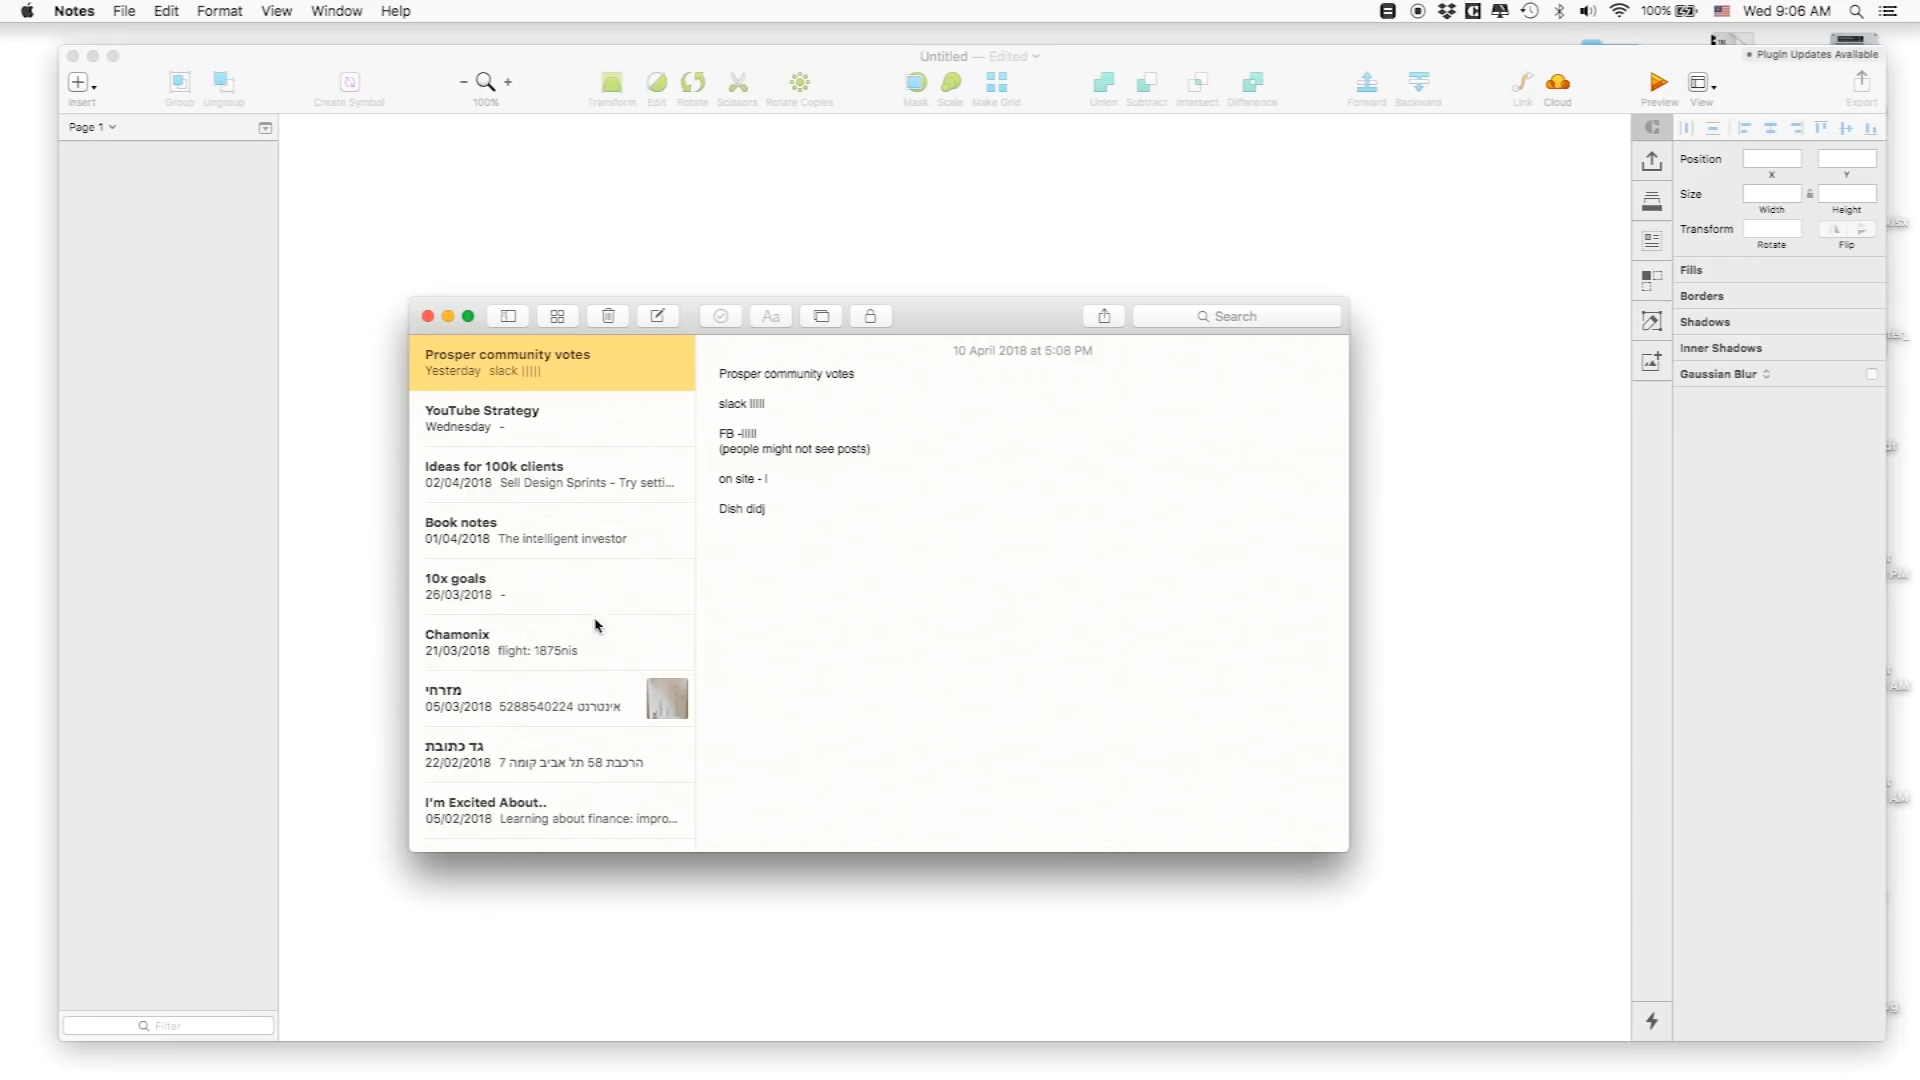 Notes File Edit Format View Window Help 100% Wed 9:06 AM
Untitled — Edited
Plugin Updates Available
Insert Group Ungroup Create Symbol 100% Transform Edit Rotate Scissors Rotate Copies Mask Scale Make Grid Union Subtract Intersect Difference Forward Backward Link Cloud Preview View Export
Page 1
Position
X Y
Size
Width Height
Transform
Rotate Flip
Fills
Borders
Shadows
Inner Shadows
Gaussian Blur
Filter
Aa
Search
Prosper community votes
Yesterday slack |||||
YouTube Strategy
Wednesday -
Ideas for 100k clients
02/04/2018 Sell Design Sprints - Try setti...
Book notes
01/04/2018 The intelligent investor
10x goals
26/03/2018 -
Chamonix
21/03/2018 flight: 1875nis
מזרחי
05/03/2018 אינטרנט 5288540224
גד כתובת
22/02/2018 הרכבת 58 תל אביב קומה 7
I'm Excited About..
05/02/2018 Learning about finance: impro...
10 April 2018 at 5:08 PM
Prosper community votes
slack |||||
FB -|||||
(people might not see posts)
on site - |
Dish didj
PM
AM
AM